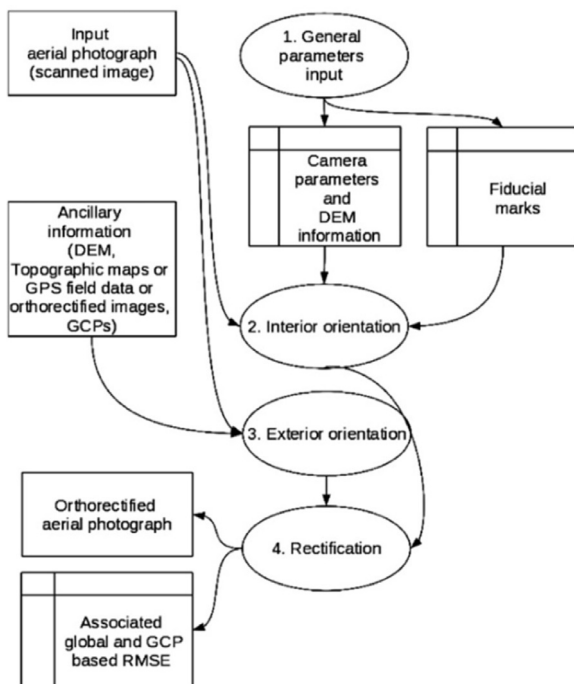 Input
aerial photograph
(scanned image)
1. General
parameters
input
Camera
parameters
and
DEM
information
Fiducial
marks
Ancillary
information
(DEM,
Topographic maps or
GPS field data or
orthorectified images,
GCPs)
2. Interior orientation
3. Exterior orientation
Orthorectified
aerial photograph
4. Rectification
Associated
global and GCP
based RMSE